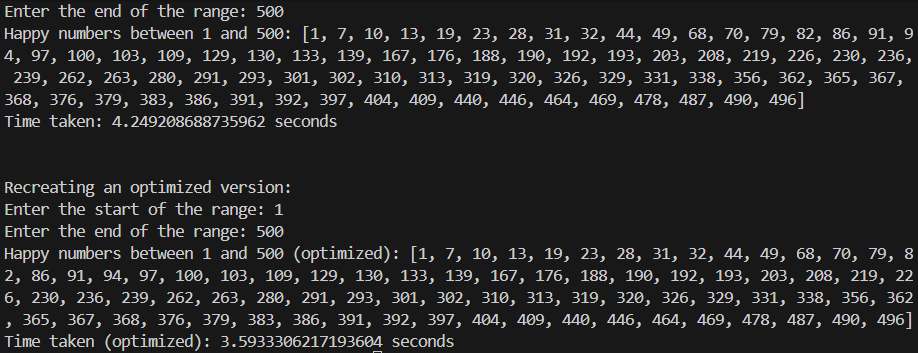 Enter the end of the range: 500
Happy numbers between 1 and 500: [1, 7, 10, 13, 19, 23, 28, 31, 32, 44, 49, 68, 70, 79, 82, 86, 91, 9
4, 97, 100, 103, 109, 129, 130, 133, 139, 167, 176, 188, 190, 192, 193, 203, 208, 219, 226, 230, 236,
239, 262, 263, 280, 291, 293, 301, 302, 310, 313, 319, 320, 326, 329, 331, 338, 356, 362, 365, 367,
368, 376, 379, 383, 386, 391, 392, 397, 404, 409, 440, 446, 464, 469, 478, 487, 490, 496]
Time taken: 4.249208688735962 seconds
Recreating an optimized version:
Enter the start of the range: 1
Enter the end of the range: 500
Happy numbers between 1 and 500 (optimized): [1, 7, 10, 13, 19, 23, 28, 31, 32, 44, 49, 68, 70, 79, 8
2, 86, 91, 94, 97, 100, 103, 109, 129, 130, 133, 139, 167, 176, 188, 190, 192, 193, 203, 208, 219, 22
6, 230, 236, 239, 262, 263, 280, 291, 293, 301, 302, 310, 313, 319, 320, 326, 329, 331, 338, 356, 362
, 365, 367, 368, 376, 379, 383, 386, 391, 392, 397, 404, 409, 440, 446, 464, 469, 478, 487, 490, 496]
Time taken (optimized): 3.5933306217193604 seconds